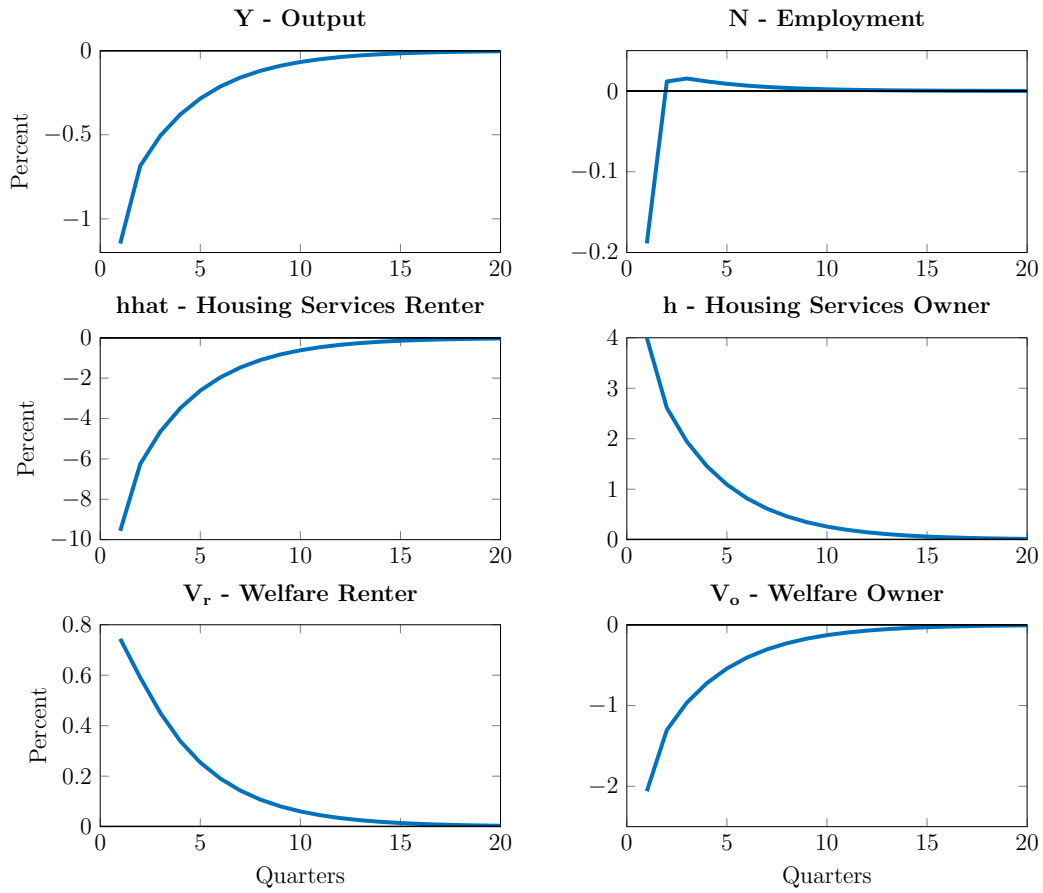 Y - Output
N - Employment
0
−0.5
−1
Percent
0 5 10 15 20
0
−0.1
−0.2
0 5 10 15 20
hhat - Housing Services Renter
h - Housing Services Owner
0
−2
−4
−6
−8
−10
Percent
0 5 10 15 20
4
3
2
1
0
0 5 10 15 20
V_r - Welfare Renter
V_o - Welfare Owner
0.8
0.6
0.4
0.2
0
Percent
0 5 10 15 20
Quarters
0
−1
−2
0 5 10 15 20
Quarters